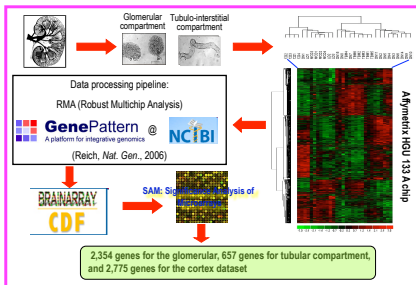 Glomerular
compartment
Tubulo-interstitial
compartment
Data processing pipeline:
RMA (Robust Multichip Analysis)
GenePattern @ NCIBI
A platform for integrative genomics
(Reich, Nat. Gen., 2006)
Affymetrix HGU 133 A chip
BRAINARRAY
CDF
SAM: Analysis of
2,354 genes for the glomerular, 657 genes for tubular compartment,
and 2,775 genes for the cortex dataset